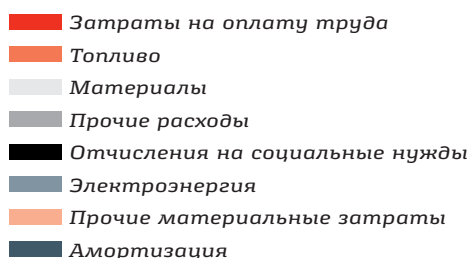 Затраты на оплату труда
Топливо
Материалы
Прочие расходы
Отчисления на социальные нужды
Электроэнергия
Прочие материальные затраты
Амортизация